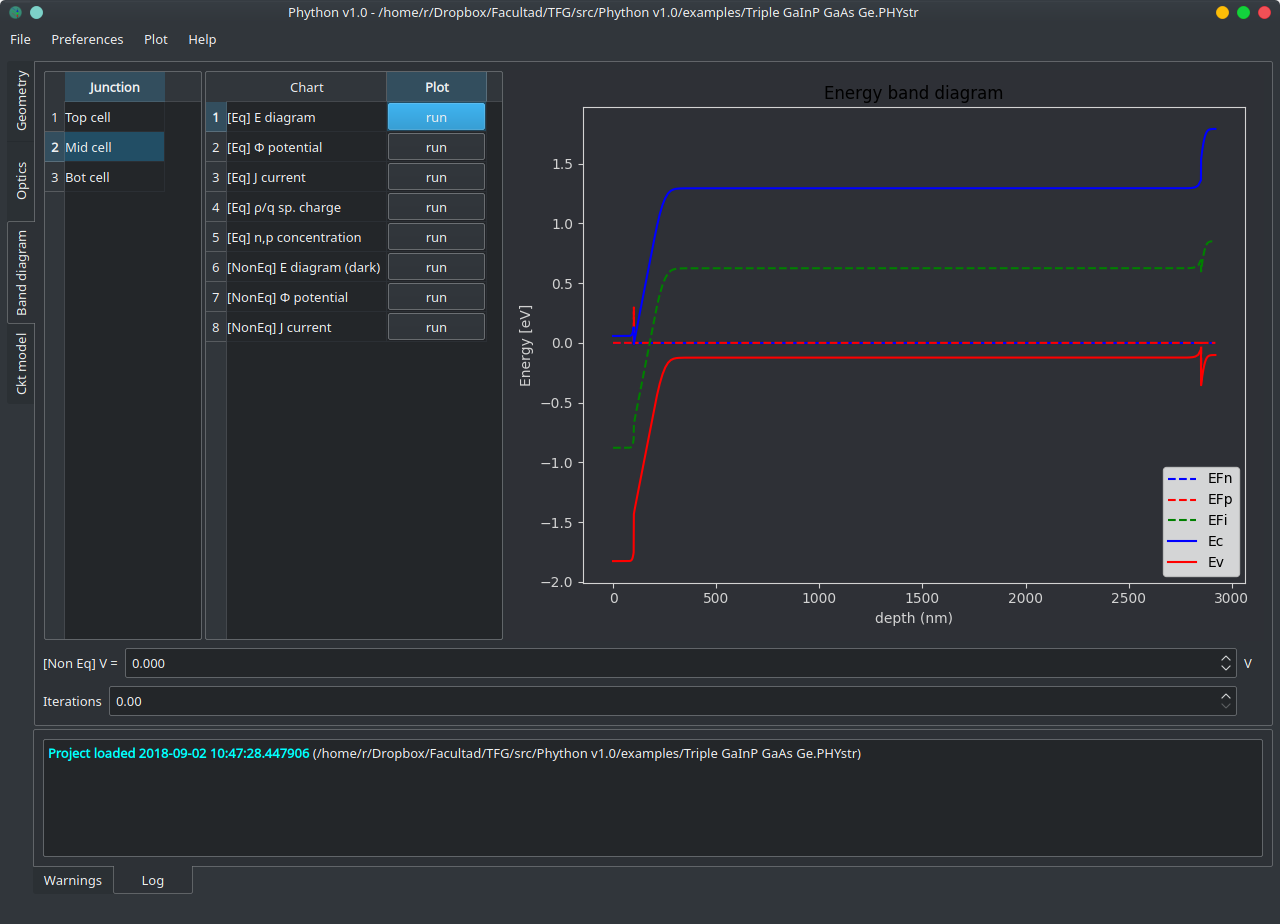 Phython v1.0 - /home/r/Dropbox/Facultad/TFG/src/Phython v1.0/examples/Triple GaInP GaAs Ge.PHYstr
File Preferences Plot Help
Geometry
Optics
Band diagram
Ckt model
Junction
1 Top cell
2 Mid cell
3 Bot cell
Chart Plot
1 [Eq] E diagram run
2 [Eq] Φ potential run
3 [Eq] J current run
4 [Eq] ρ/q sp. charge run
5 [Eq] n,p concentration run
6 [NonEq] E diagram (dark) run
7 [NonEq] Φ potential run
8 [NonEq] J current run
Energy band diagram
Energy [eV]
1.5
1.0
0.5
0.0
−0.5
−1.0
−1.5
−2.0
EFn
EFp
EFi
Ec
Ev
0 500 1000 1500 2000 2500 3000
depth (nm)
[Non Eq] V = 0.000 V
Iterations 0.00
Project loaded 2018-09-02 10:47:28.447906 (/home/r/Dropbox/Facultad/TFG/src/Phython v1.0/examples/Triple GaInP GaAs Ge.PHYstr)
Warnings Log